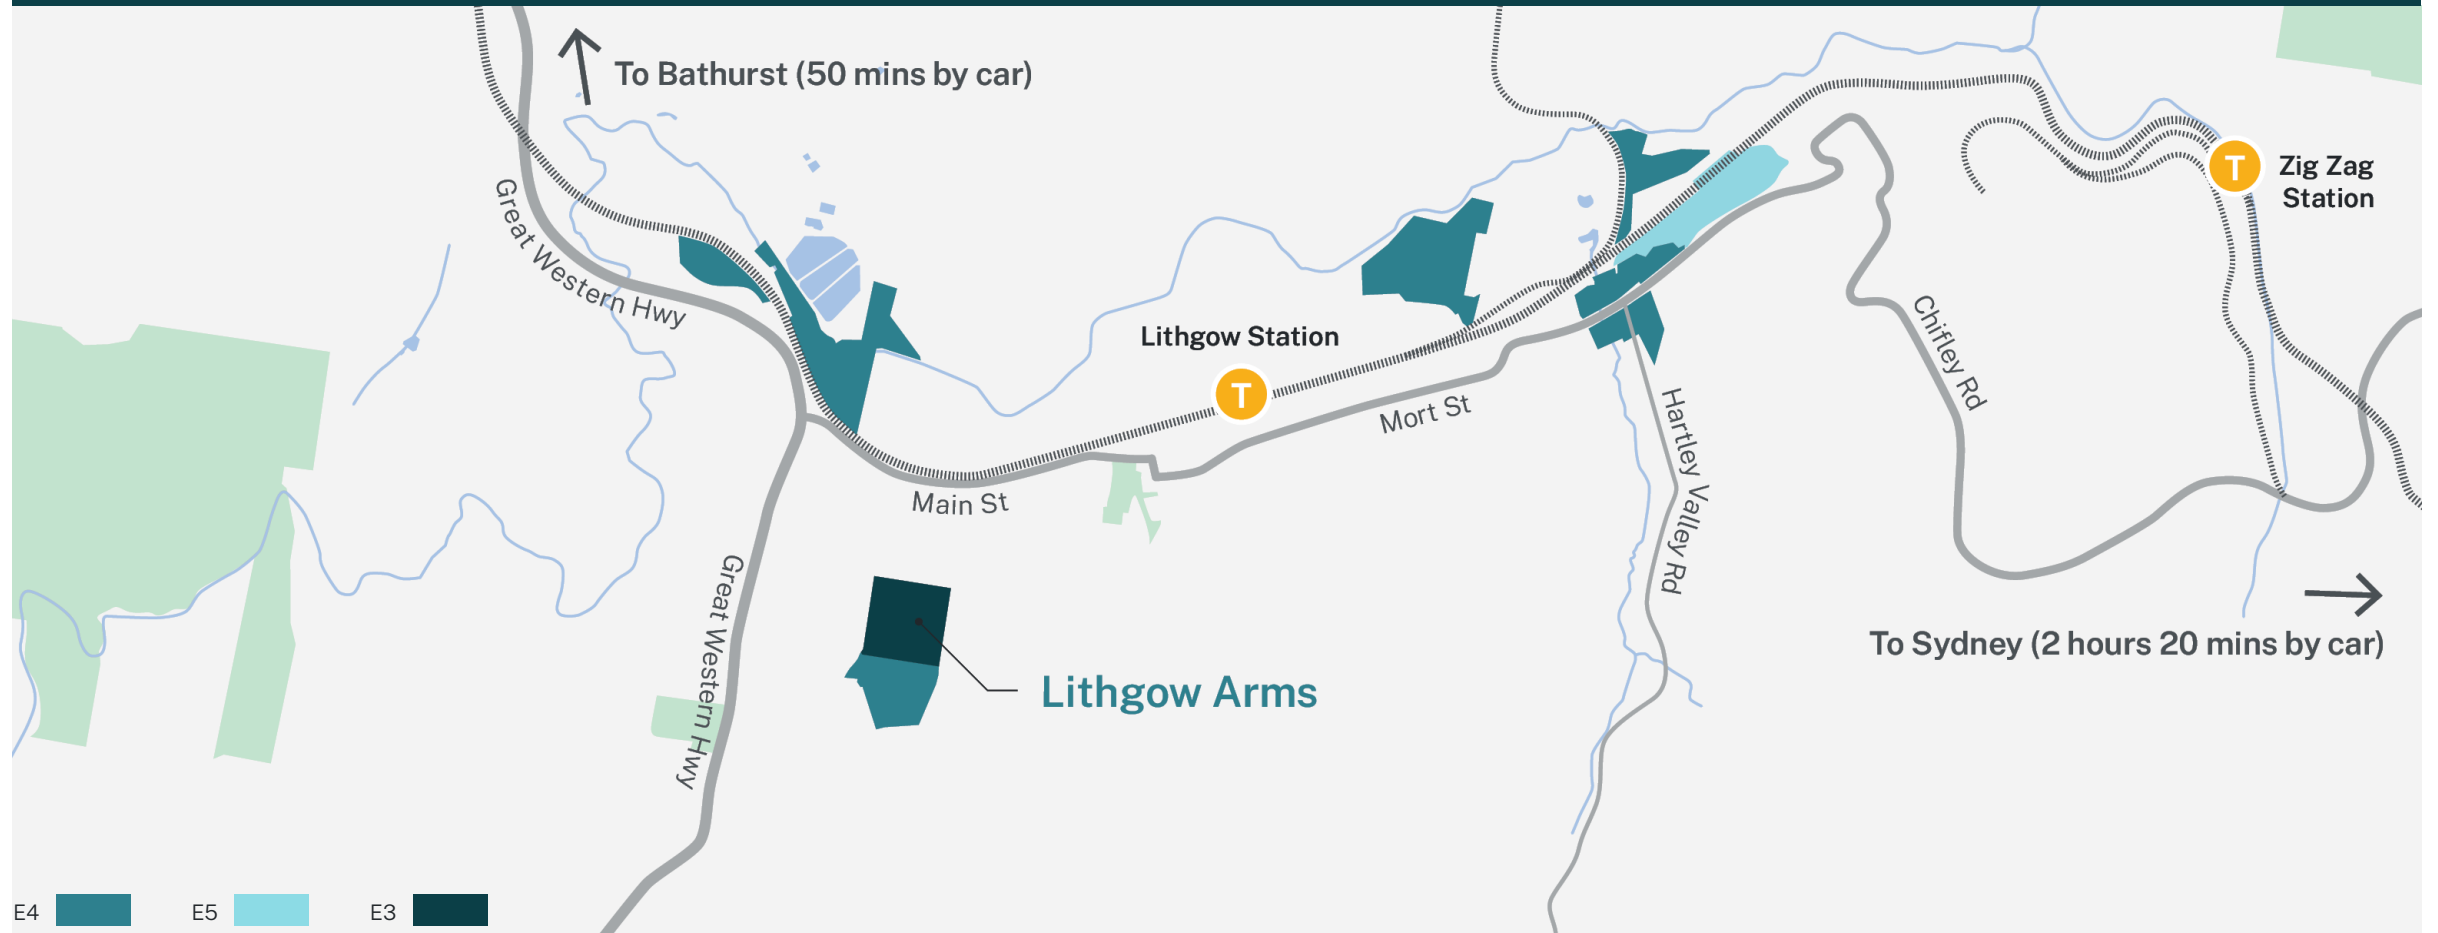 To Bathurst (50 mins by car)
Zig Zag
Station
Great Western Hwy
Lithgow Station
T
T
Chifley Rd
Mort St
Hartley Valley Rd
Main St
Great Western Hwy
To Sydney (2 hours 20 mins by car)
Lithgow Arms
E4
E5
E3